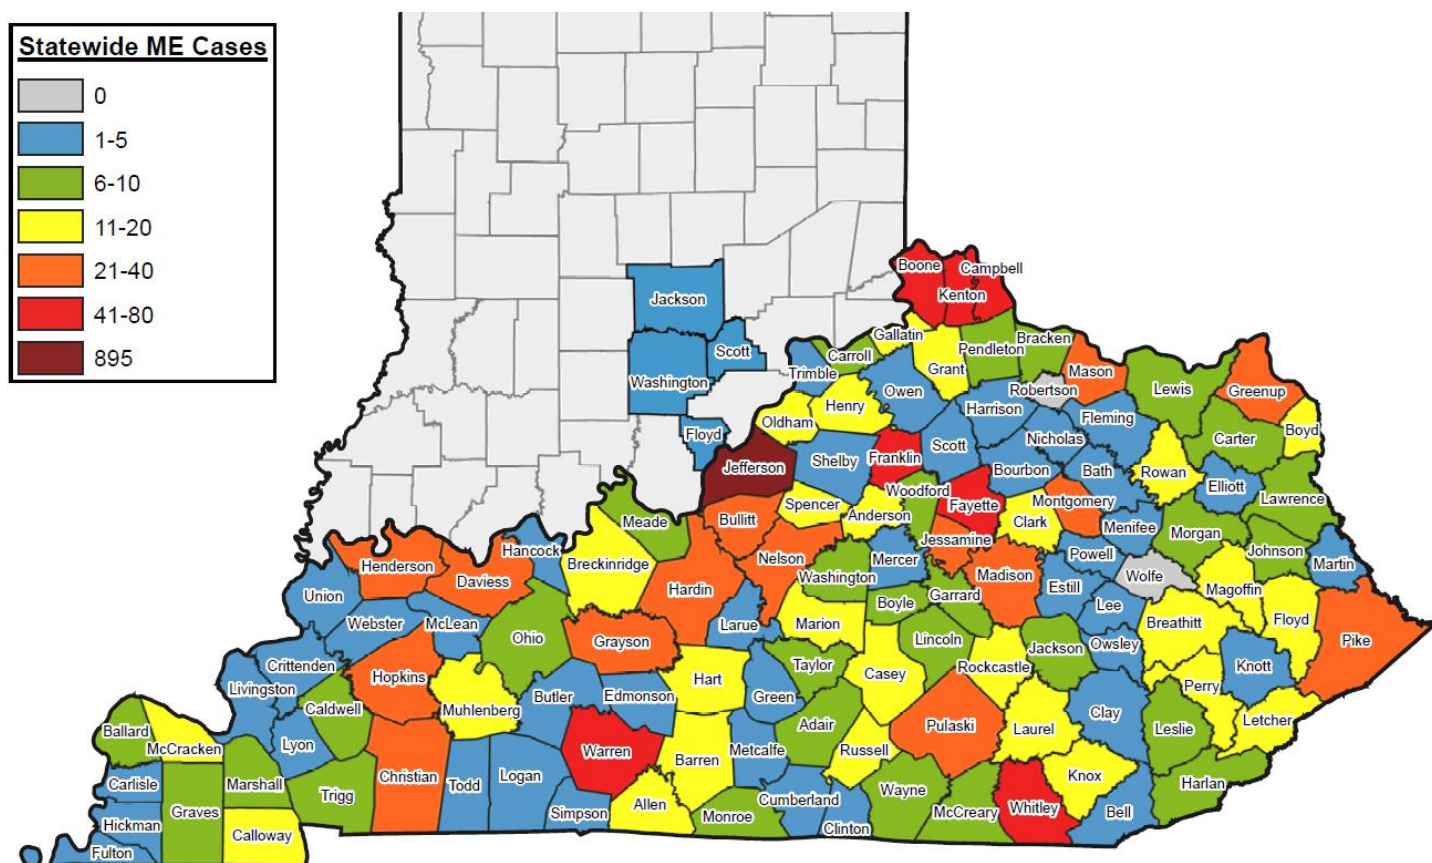 Statewide ME Cases
0
1-5
6-10
11-20
21-40
41-80
895
Boone
Campbell
Kenton
Jackson
Gallatin
Bracken
Scott
Carroll
Pendleton
Trimble
Grant
Mason
Washington
Owen
Robertson
Lewis
Greenup
Henry
Harrison
Oldham
Fleming
Floyd
Boyd
Scott
Nicholas
Carter
Franklin
Shelby
Jefferson
Bourbon
Bath
Rowan
Woodford
Elliott
Spencer
Fayette
Montgomery
Lawrence
Anderson
Bullitt
Meade
Clark
Menifee
Morgan
Jessamine
Hancock
Nelson
Powell
Johnson
Henderson
Breckinridge
Mercer
Martin
Daviess
Washington
Madison
Wolfe
Hardin
Estill
Magoffin
Union
Garrard
Boyle
Lee
Webster
McLean
Larue
Marion
Floyd
Breathitt
Ohio
Grayson
Lincoln
Owsley
Pike
Crittenden
Taylor
Rockcastle
Jackson
Knott
Hopkins
Hart
Casey
Livingston
Butler
Edmonson
Green
Perry
Caldwell
Muhlenberg
Clay
Letcher
Ballard
Adair
Pulaski
Laurel
Leslie
McCracken
Lyon
Warren
Metcalfe
Russell
Barren
Carlisle
Marshall
Christian
Logan
Knox
Todd
Harlan
Trigg
Wayne
Cumberland
Allen
Whitley
Graves
Simpson
Monroe
McCreary
Bell
Hickman
Clinton
Calloway
Fulton